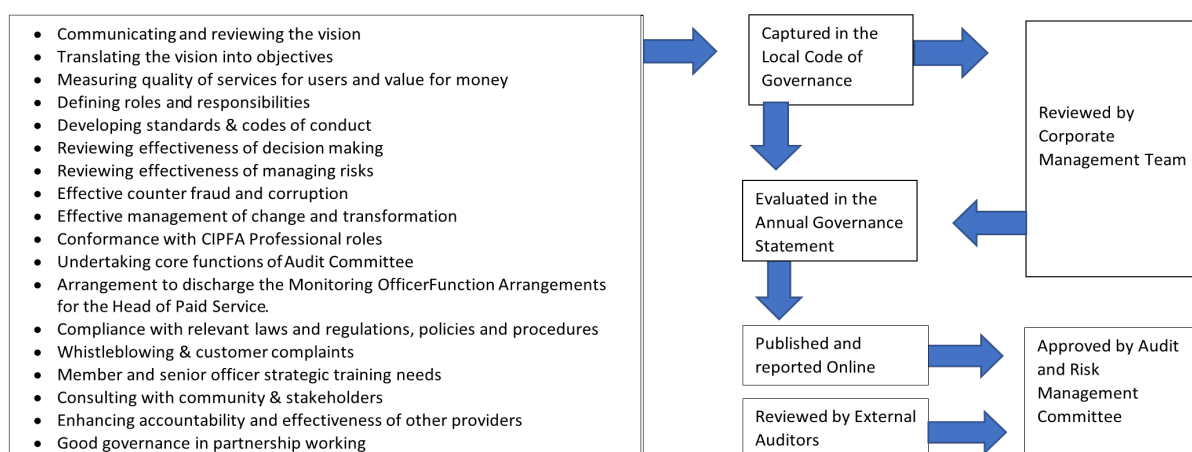 • Communicating and reviewing the vision
• Translating the vision into objectives
• Measuring quality of services for users and value for money
• Defining roles and responsibilities
• Developing standards & codes of conduct
• Reviewing effectiveness of decision making
• Reviewing effectiveness of managing risks
• Effective counter fraud and corruption
• Effective management of change and transformation
• Conformance with CIPFA Professional roles
• Undertaking core functions of Audit Committee
• Arrangement to discharge the Monitoring OfficerFunction Arrangements
for the Head of Paid Service.
• Compliance with relevant laws and regulations, policies and procedures
• Whistleblowing & customer complaints
• Member and senior officer strategic training needs
• Consulting with community & stakeholders
• Enhancing accountability and effectiveness of other providers
• Good governance in partnership working
Captured in the
Local Code of
Governance
Reviewed by
Corporate
Management Team
Evaluated in the
Annual Governance
Statement
Published and
reported Online
Approved by Audit
and Risk
Management
Committee
Reviewed by External
Auditors